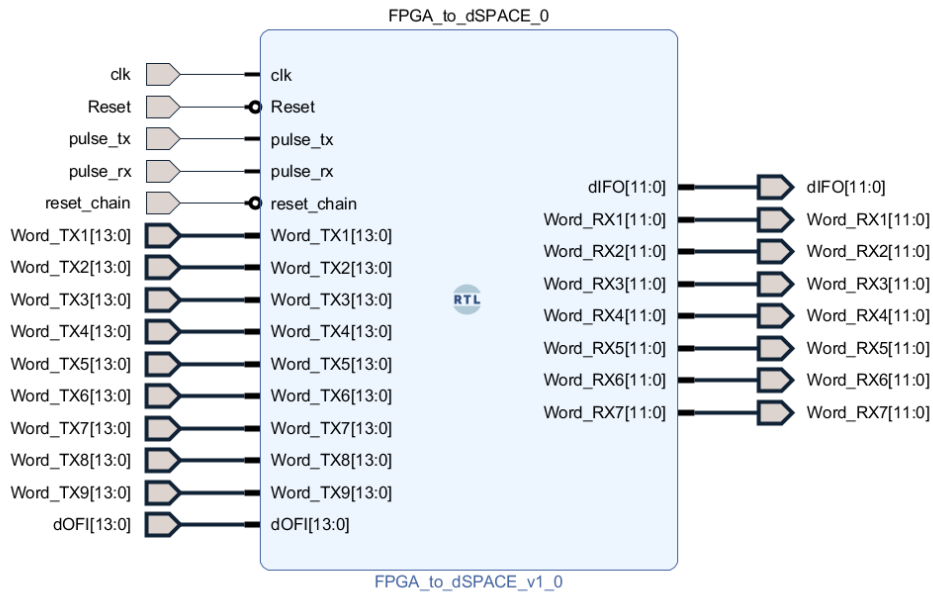 FPGA_to_dSPACE_0
clk clk
Reset Reset
pulse_tx pulse_tx
pulse_rx pulse_rx
dIFO[11:0] dIFO[11:0]
reset_chain reset_chain
Word_RX1[11:0] Word_RX1[11:0]
Word_TX1[13:0] Word_TX1[13:0]
Word_RX2[11:0] Word_RX2[11:0]
Word_TX2[13:0] Word_TX2[13:0]
Word_RX3[11:0] Word_RX3[11:0]
Word_TX3[13:0] Word_TX3[13:0]
RTL
Word_RX4[11:0] Word_RX4[11:0]
Word_TX4[13:0] Word_TX4[13:0]
Word_RX5[11:0] Word_RX5[11:0]
Word_TX5[13:0] Word_TX5[13:0]
Word_RX6[11:0] Word_RX6[11:0]
Word_TX6[13:0] Word_TX6[13:0]
Word_RX7[11:0] Word_RX7[11:0]
Word_TX7[13:0] Word_TX7[13:0]
Word_TX8[13:0] Word_TX8[13:0]
Word_TX9[13:0] Word_TX9[13:0]
dOFI[13:0] dOFI[13:0]
FPGA_to_dSPACE_v1_0